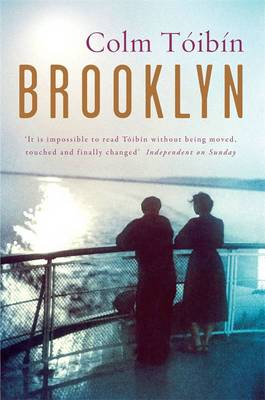 Colm Tóibín
BROOKLYN
‘It is impossible to read Tóibín without being moved,
touched and finally changed’ Independent on Sunday